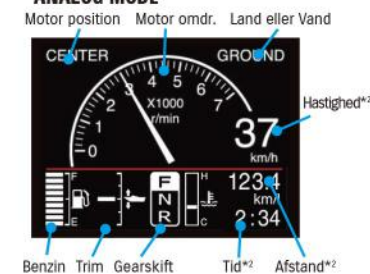 ANALOG MODE
Motor position Motor omdr. Land eller Vand
CENTER GROUND
0 1 2 3 4 5 6 7
X1000
r/min
Hastighed*²
37
km/h
F F H 123.4
N km/
E R C 2:34
Benzin Trim Gearskift Tid*² Afstand*²